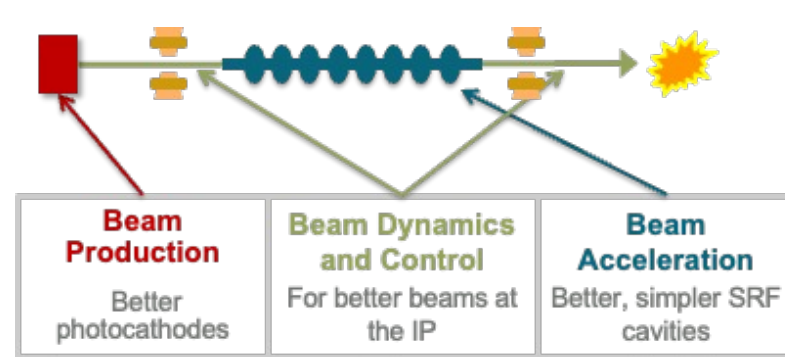 Beam
Production
Better
photocathodes
Beam Dynamics
and Control
For better beams at
the IP
Beam
Acceleration
Better, simpler SRF
cavities